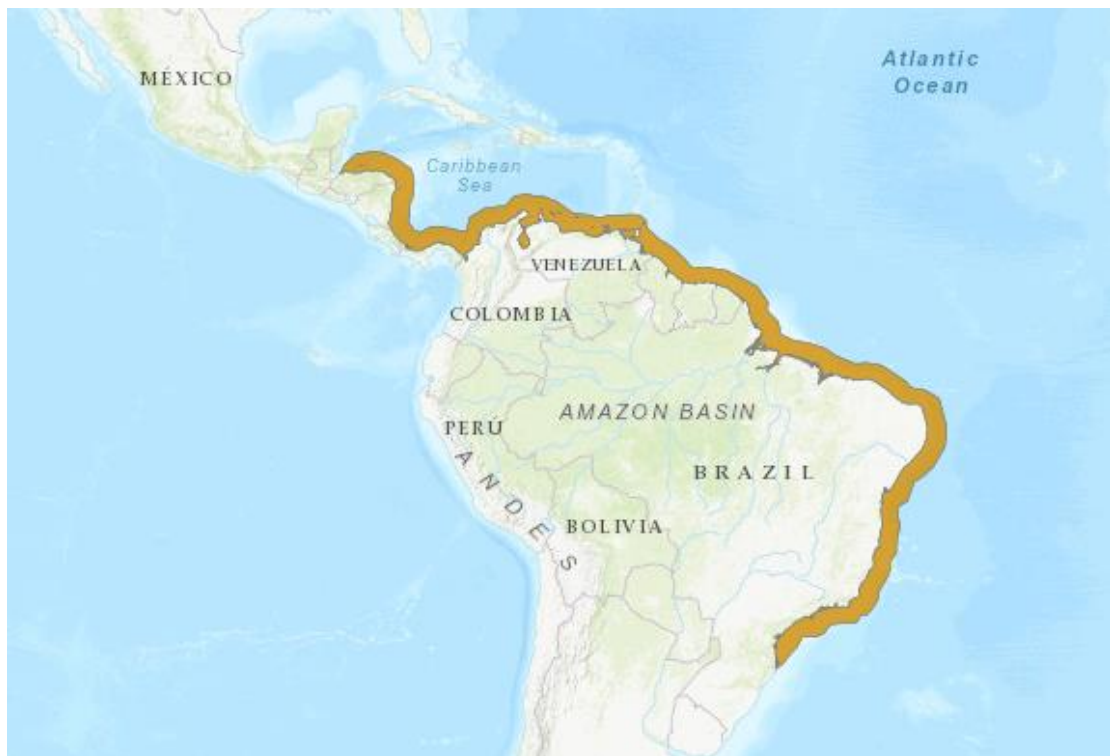 Atlantic
Ocean
MÉXICO
Caribbean
Sea
VENEZUELA
COLOMBIA
AMAZON BASIN
PERÚ
BRAZIL
ANDES
BOLIVIA